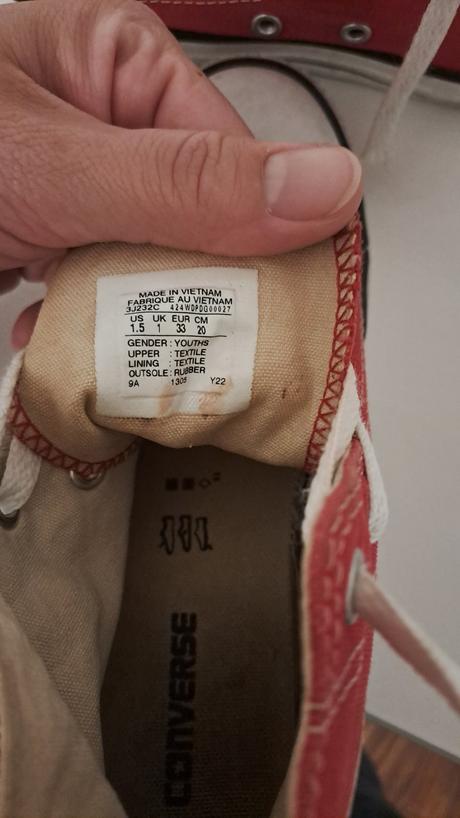 MADE IN VIETNAM
FABRIQUE AU VIETNAM
3J232C 424WDPDG00027
US UK EUR CM
1.5 1 33 20
GENDER : YOUTHS
UPPER : TEXTILE
LINING : TEXTILE
OUTSOLE : RUBBER
9A 1305 Y22
CONVERSE